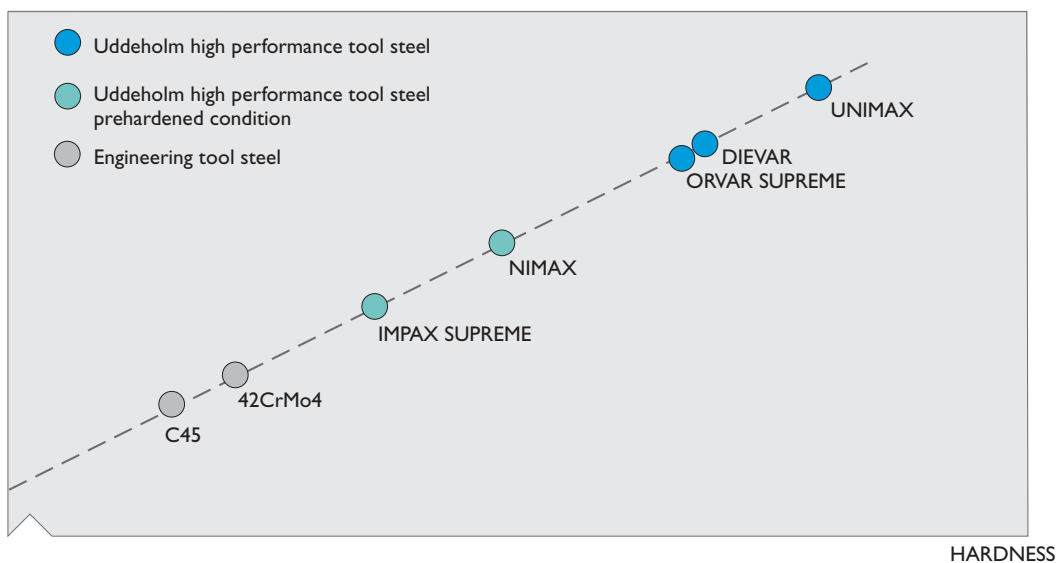 Uddeholm high performance tool steel
Uddeholm high performance tool steel
prehardened condition
Engineering tool steel
UNIMAX
DIEVAR
ORVAR SUPREME
NIMAX
IMPAX SUPREME
42CrMo4
C45
HARDNESS